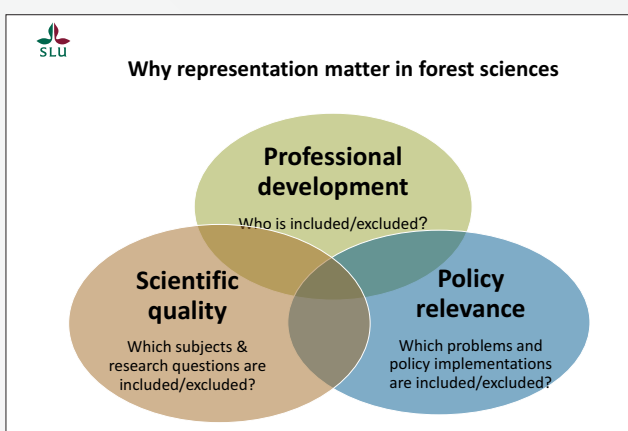 SLU
Why representation matter in forest sciences
Professional
development
Who is included/excluded?
Scientific
quality
Which subjects &
research questions are
included/excluded?
Policy
relevance
Which problems and
policy implementations
are included/excluded?